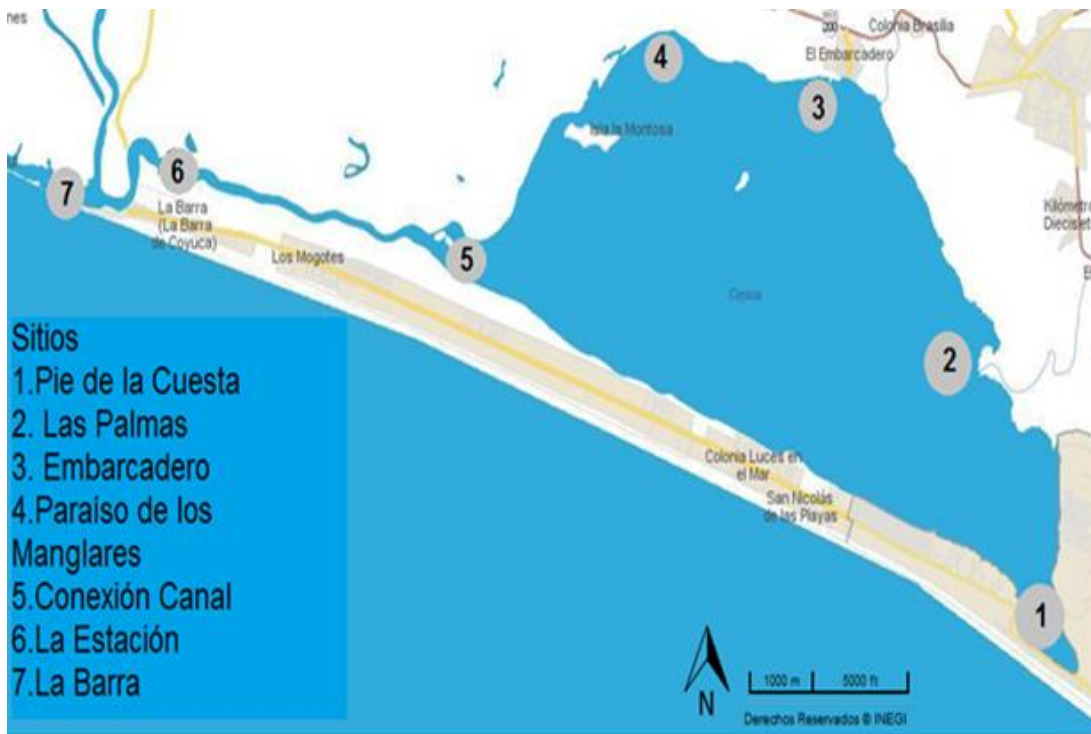 nes
Colonia Brasilia
200
El Embarcadero
4
3
Isla la Montosa
6
7
La Barra
(La Barra
de Coyuca)
Los Mogotes
5
Kilómetro
Diecisiete
B
2
Colonia Luces en
el Mar
San Nicolás
de las Playas
1
Sitios
1.Pie de la Cuesta
2. Las Palmas
3. Embarcadero
4.Paraíso de los
Manglares
5.Conexión Canal
6.La Estación
7.La Barra
N
1000 m 5000 ft
Derechos Reservados © INEGI